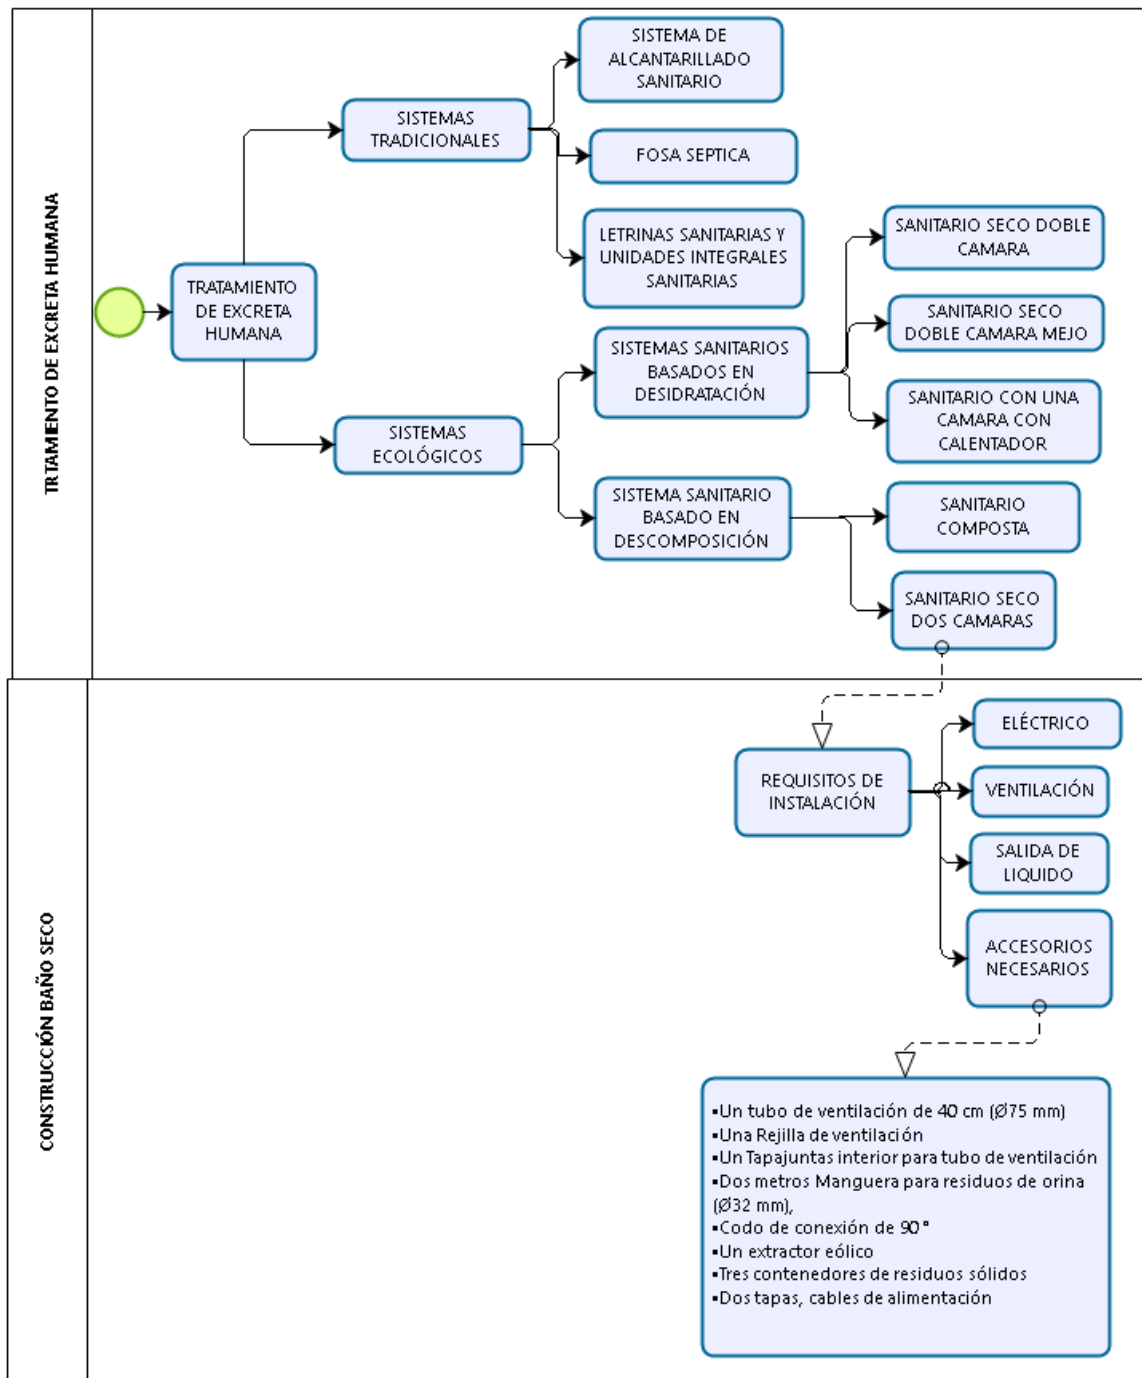 TRTAMIENTO DE EXCRETA HUMANA
SISTEMA DE
ALCANTARILLADO
SANITARIO
SISTEMAS
TRADICIONALES
FOSA SEPTICA
LETRINAS SANITARIAS Y
UNIDADES INTEGRALES
SANITARIAS
TRATAMIENTO
DE EXCRETA
HUMANA
SANITARIO SECO DOBLE
CAMARA
SANITARIO SECO
DOBLE CAMARA MEJO
SISTEMAS SANITARIOS
BASADOS EN
DESIDRATACIÓN
SANITARIO CON UNA
CAMARA CON
CALENTADOR
SISTEMAS
ECOLÓGICOS
SISTEMA SANITARIO
BASADO EN
DESCOMPOSICIÓN
SANITARIO
COMPOSTA
SANITARIO SECO
DOS CAMARAS
CONSTRUCCIÓN BAÑO SECO
REQUISITOS DE
INSTALACIÓN
ELÉCTRICO
VENTILACIÓN
SALIDA DE
LIQUIDO
ACCESORIOS
NECESARIOS
▪Un tubo de ventilación de 40 cm (Ø75 mm)
▪Una Rejilla de ventilación
▪Un Tapajuntas interior para tubo de ventilación
▪Dos metros Manguera para residuos de orina
(Ø32 mm),
▪Codo de conexión de 90°
▪Un extractor eólico
▪Tres contenedores de residuos sólidos
▪Dos tapas, cables de alimentación